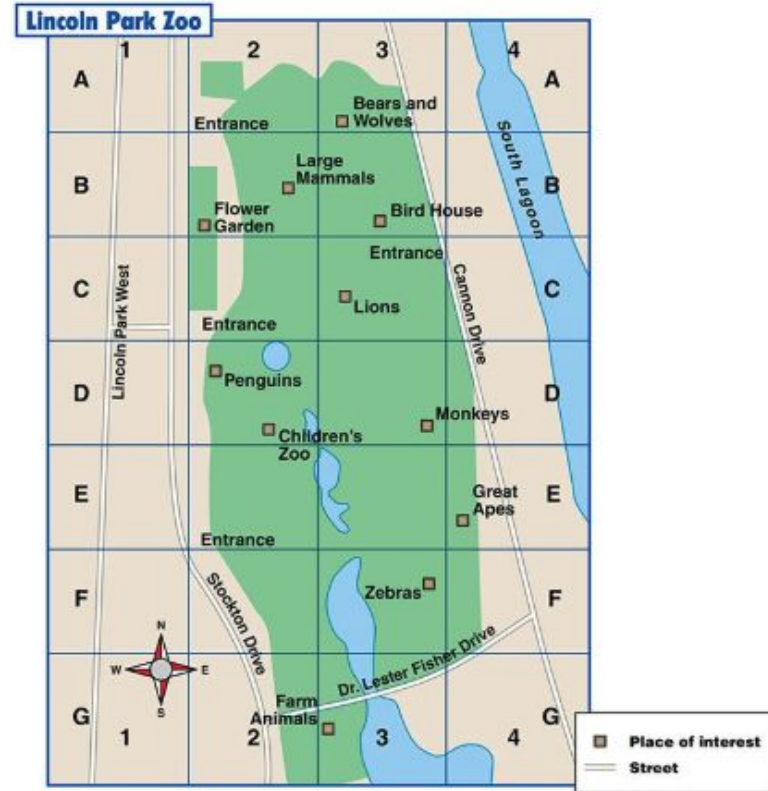 Lincoln Park Zoo
1
2
3
4
A
A
Bears and
Wolves
Entrance
South Lagoon
Large
Mammals
B
B
Flower
Garden
Bird House
Entrance
C
C
Lions
Cannon Drive
Lincoln Park West
Entrance
Penguins
D
D
Monkeys
Children's
Zoo
E
E
Great
Apes
Entrance
F
F
Zebras
Stockton Drive
N
W
E
S
Dr. Lester Fisher Drive
Farm
Animals
G
G
1
2
3
4
Place of interest
Street